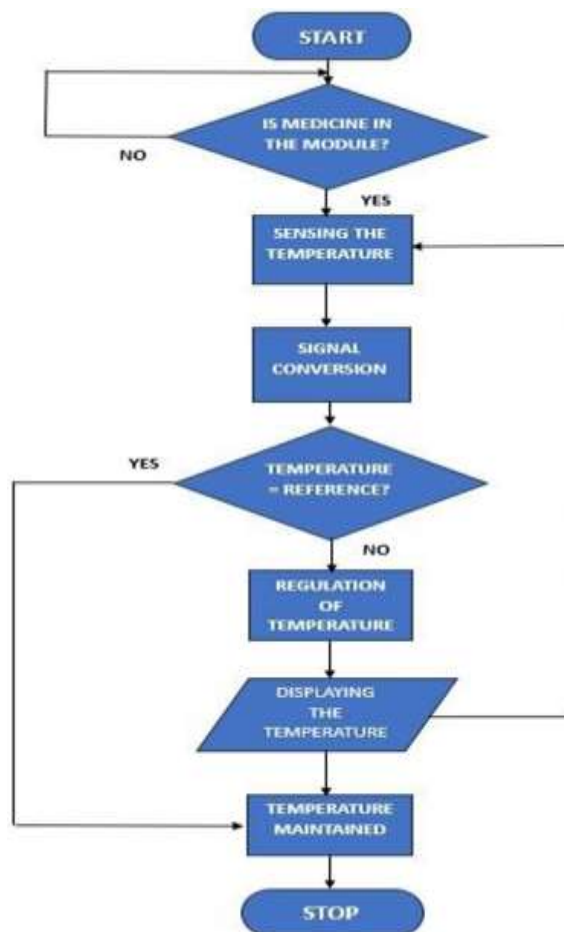 START
IS MEDICINE IN
THE MODULE?
NO
YES
SENSING THE
TEMPERATURE
SIGNAL
CONVERSION
YES
TEMPERATURE
= REFERENCE?
NO
REGULATION
OF
TEMPERATURE
DISPLAYING
THE
TEMPERATURE
TEMPERATURE
MAINTAINED
STOP